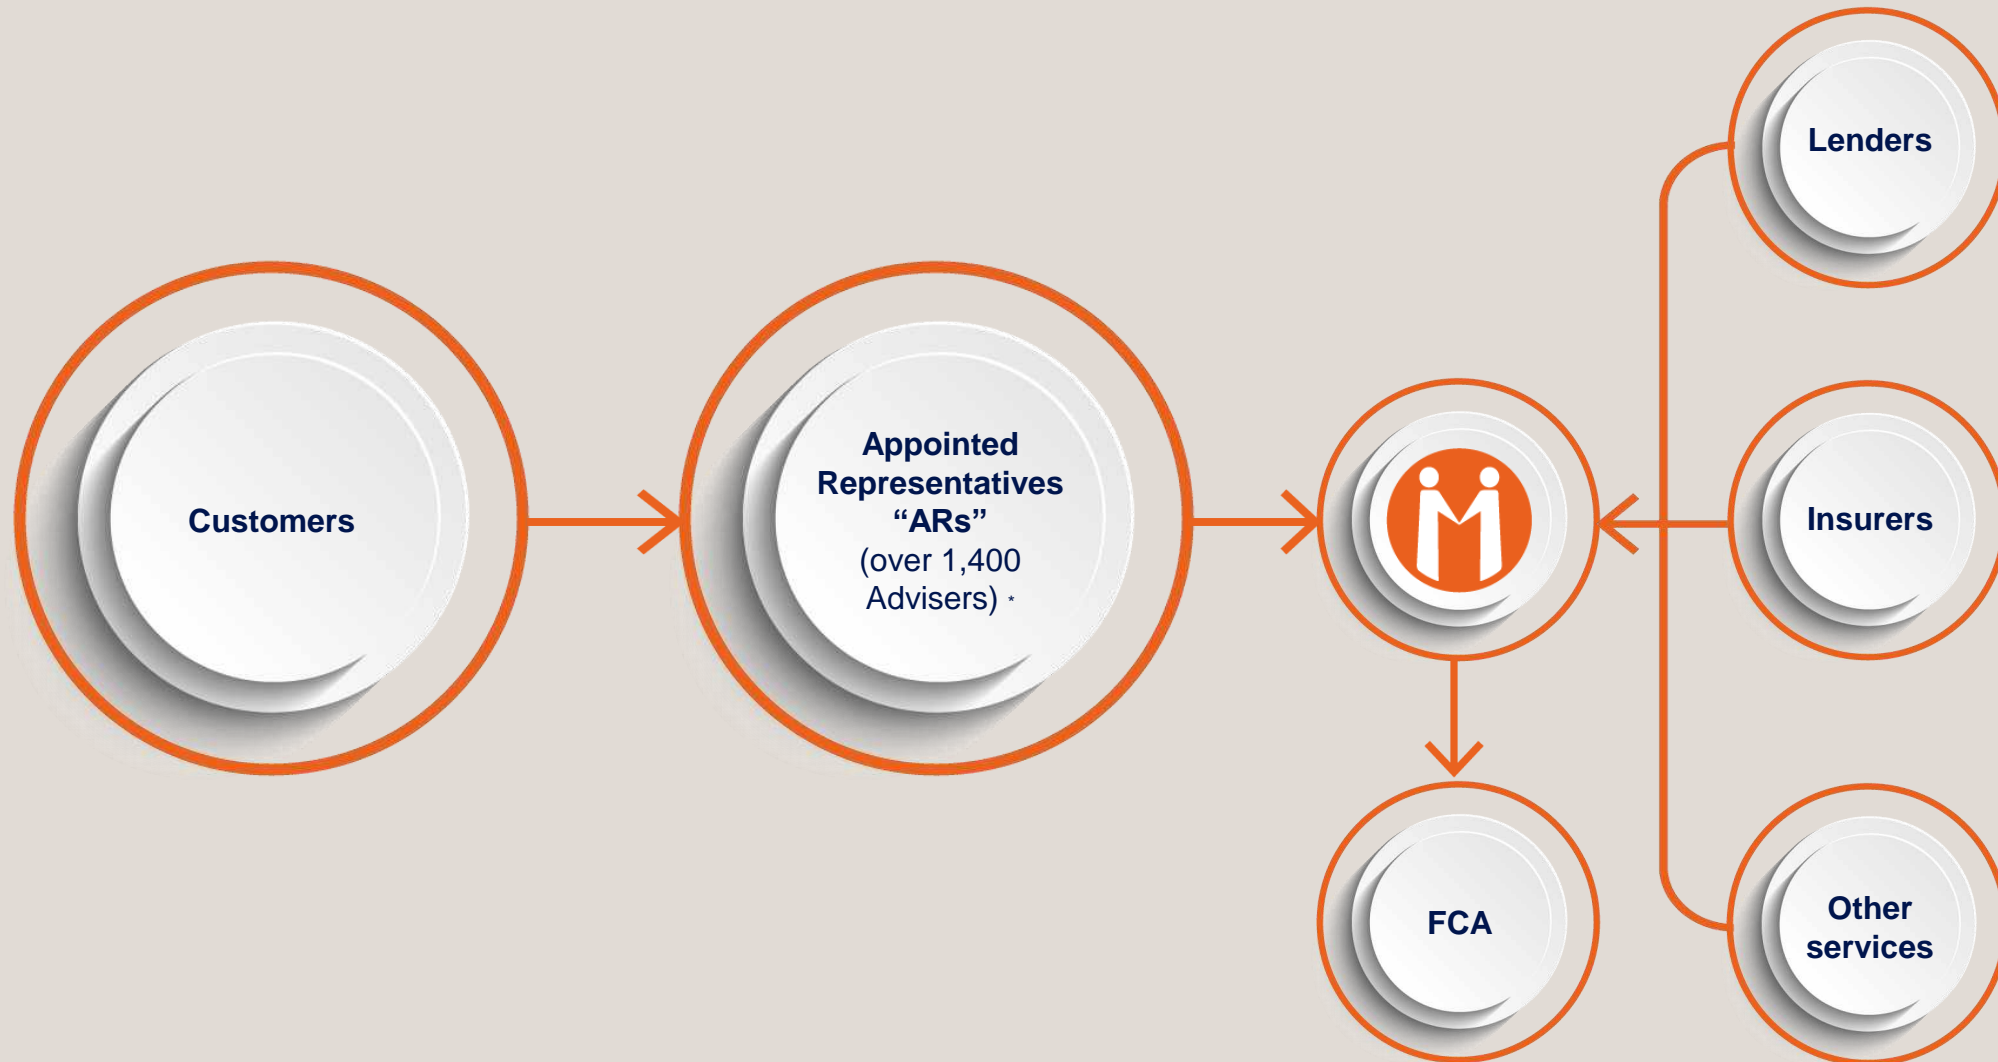 Customers
Appointed
Representatives
“ARs”
(over 1,400
Advisers) *
Lenders
Insurers
FCA
Other
services